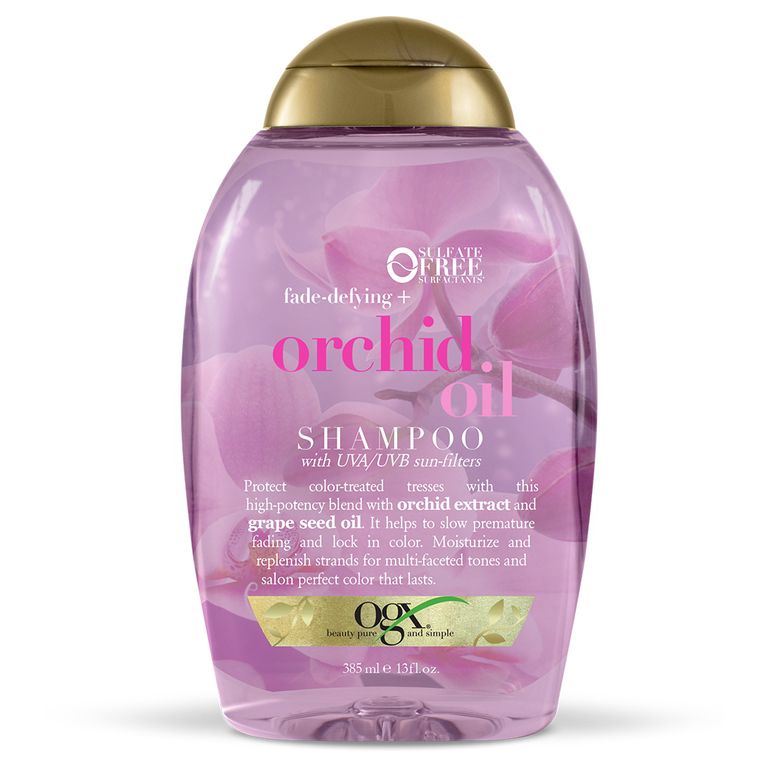 SULFATE
FREE
SURFACTANTS*
fade-defying +
orchid
oil
SHAMPOO
with UVA/UVB sun-filters
Protect color-treated tresses with this
high-potency blend with orchid extract and
grape seed oil. It helps to slow premature
fading and lock in color. Moisturize and
replenish strands for multi-faceted tones and
salon perfect color that lasts.
ogx®
beauty pure and simple
385 ml e 13fl.oz.